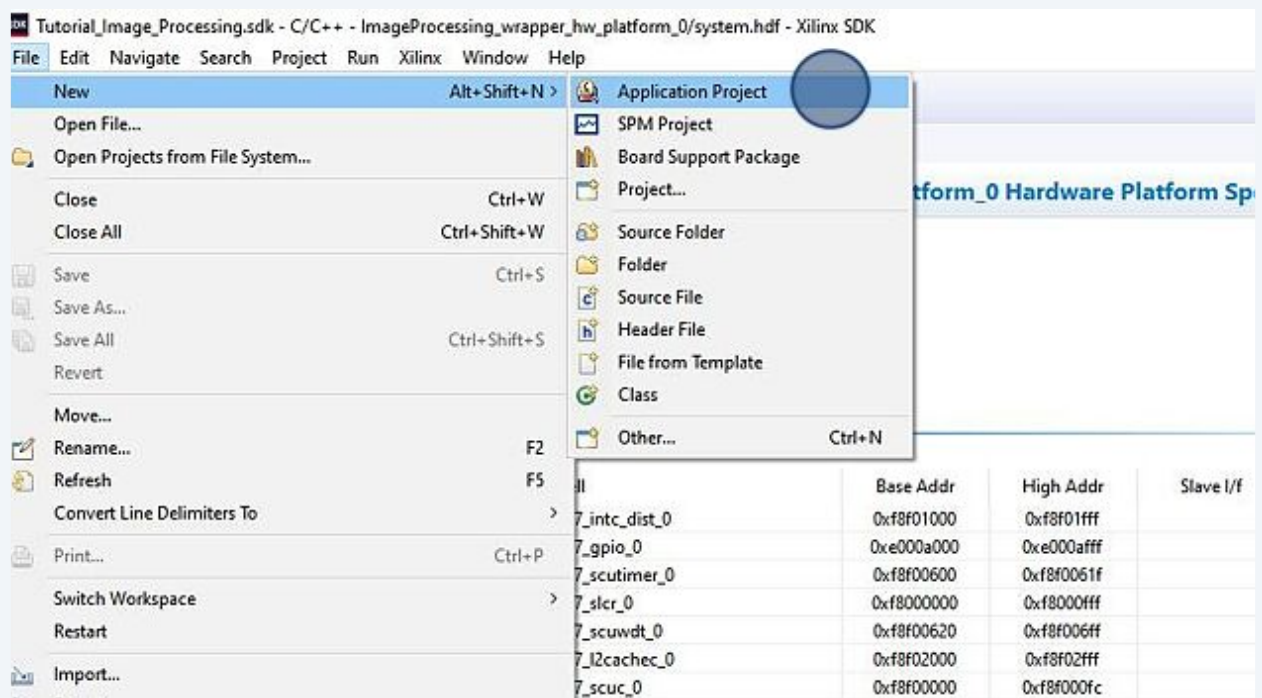 Tutorial_Image_Processing.sdk - C/C++ - ImageProcessing_wrapper_hw_platform_0/system.hdf - Xilinx SDK
File Edit Navigate Search Project Run Xilinx Window Help
New Alt+Shift+N >
Open File...
Open Projects from File System...
Close Ctrl+W
Close All Ctrl+Shift+W
Save Ctrl+S
Save As...
Save All Ctrl+Shift+S
Revert
Move...
Rename... F2
Refresh F5
Convert Line Delimiters To >
Print... Ctrl+P
Switch Workspace >
Restart
Import...
Application Project
SPM Project
Board Support Package
Project...
Source Folder
Folder
Source File
Header File
File from Template
Class
Other... Ctrl+N
tform_0 Hardware Platform Sp
ll Base Addr High Addr Slave I/f
7_intc_dist_0 0xf8f01000 0xf8f01fff
7_gpio_0 0xe000a000 0xe000afff
7_scutimer_0 0xf8f00600 0xf8f0061f
7_slcr_0 0xf8000000 0xf8000fff
7_scuwdt_0 0xf8f00620 0xf8f006ff
7_l2cachec_0 0xf8f02000 0xf8f02fff
7_scuc_0 0xf8f00000 0xf8f000fc